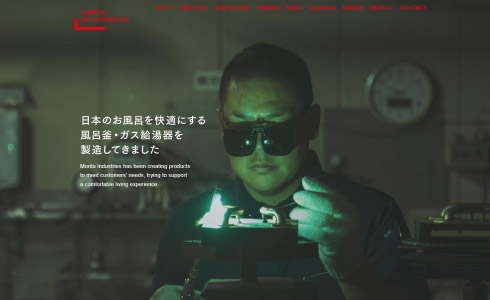 MORITA
INDUSTRIES
CONTACT
日本のお風呂を快適にする
風呂釜・ガス給湯器を
製造してきました
Morita Industries has been creating products
to meet customers' needs, trying to support
a comfortable living experience.